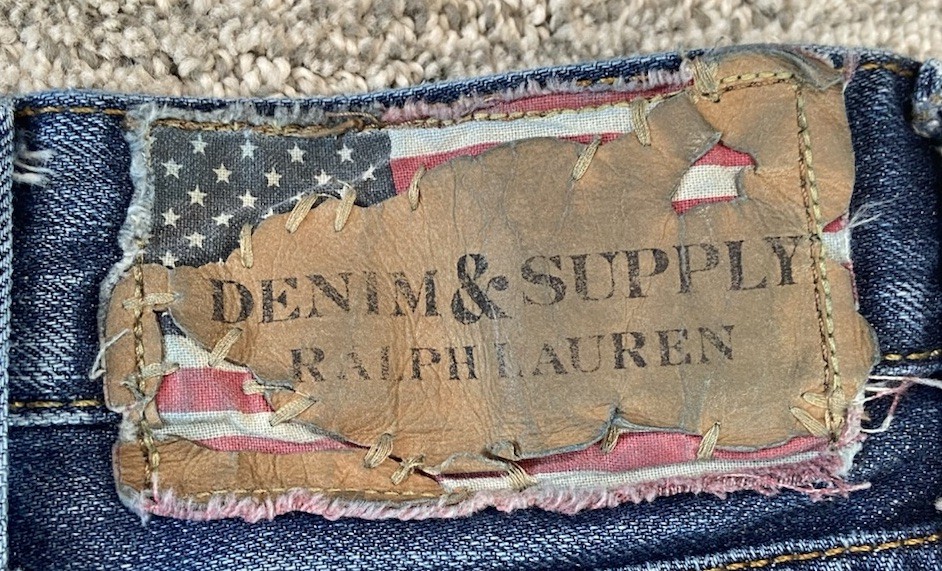 DENIM & SUPPLY
RALPH LAUREN